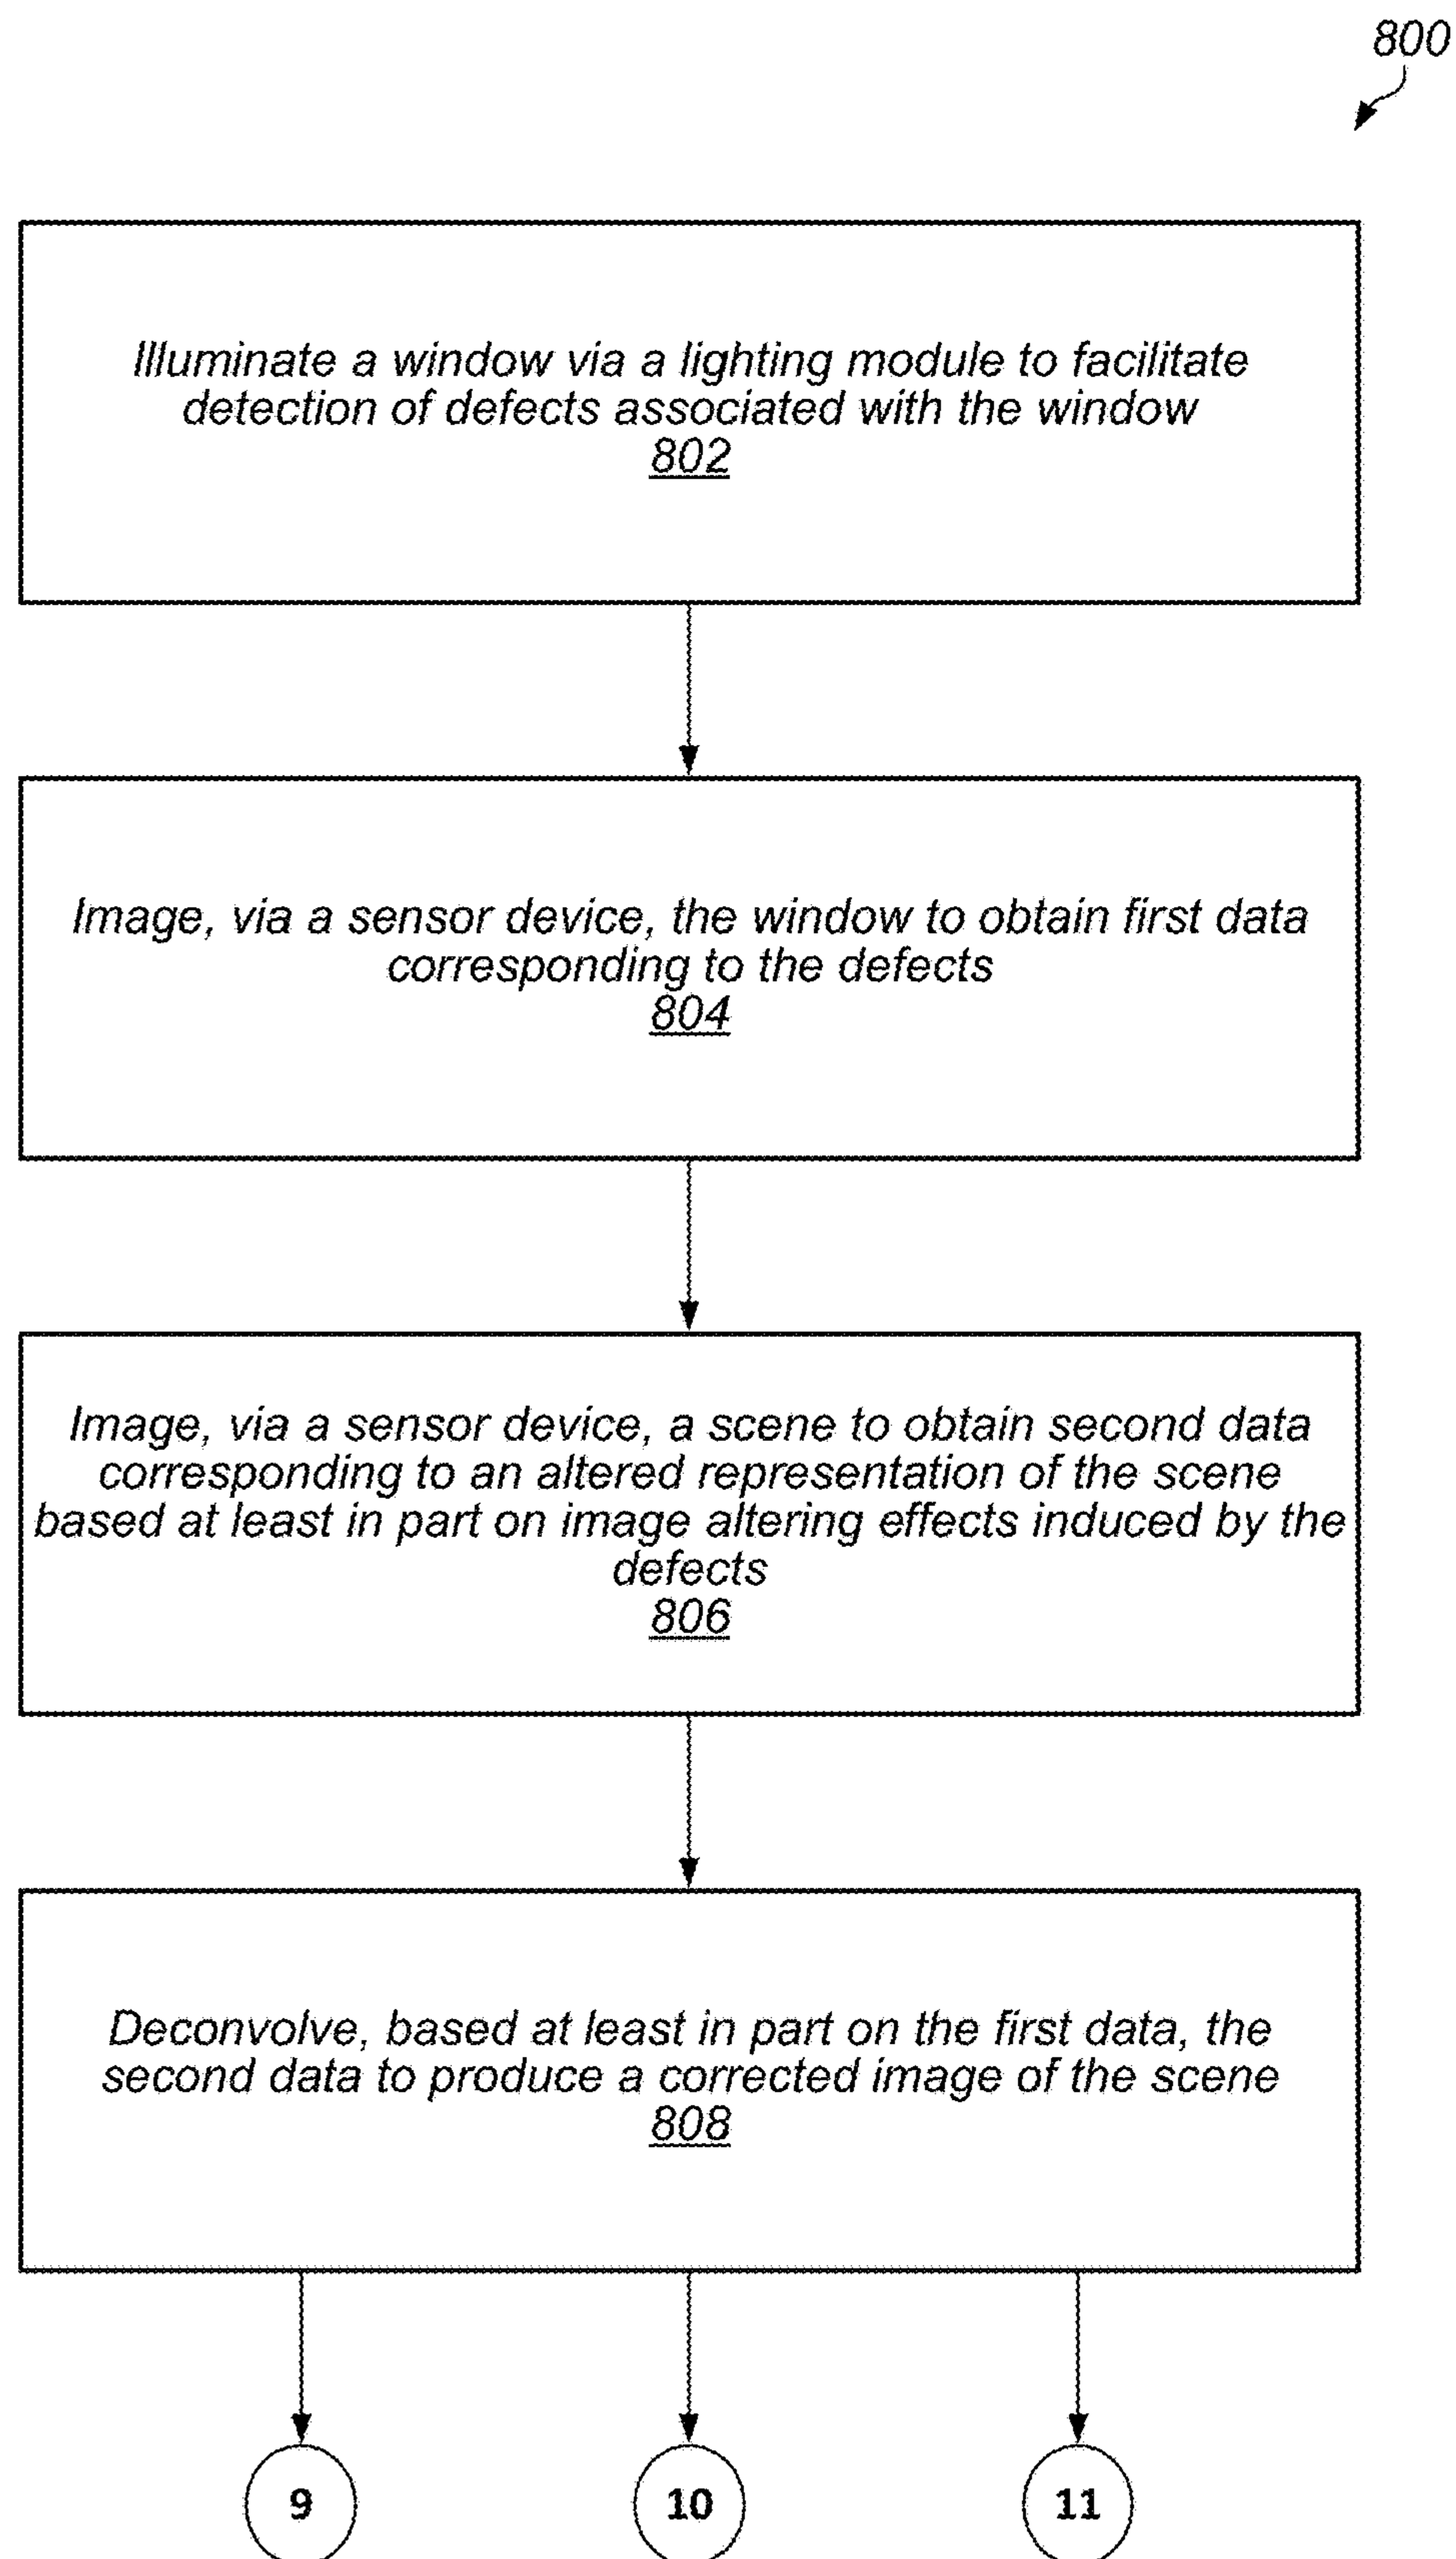 800
Illuminate a window via a lighting module to facilitate
detection of defects associated with the window
802
Image, via a sensor device, the window to obtain first data
corresponding to the defects
804
Image, via a sensor device, a scene to obtain second data
corresponding to an altered representation of the scene
based at least in part on image altering effects induced by the
defects
806
Deconvolve, based at least in part on the first data, the
second data to produce a corrected image of the scene
808
9
10
11